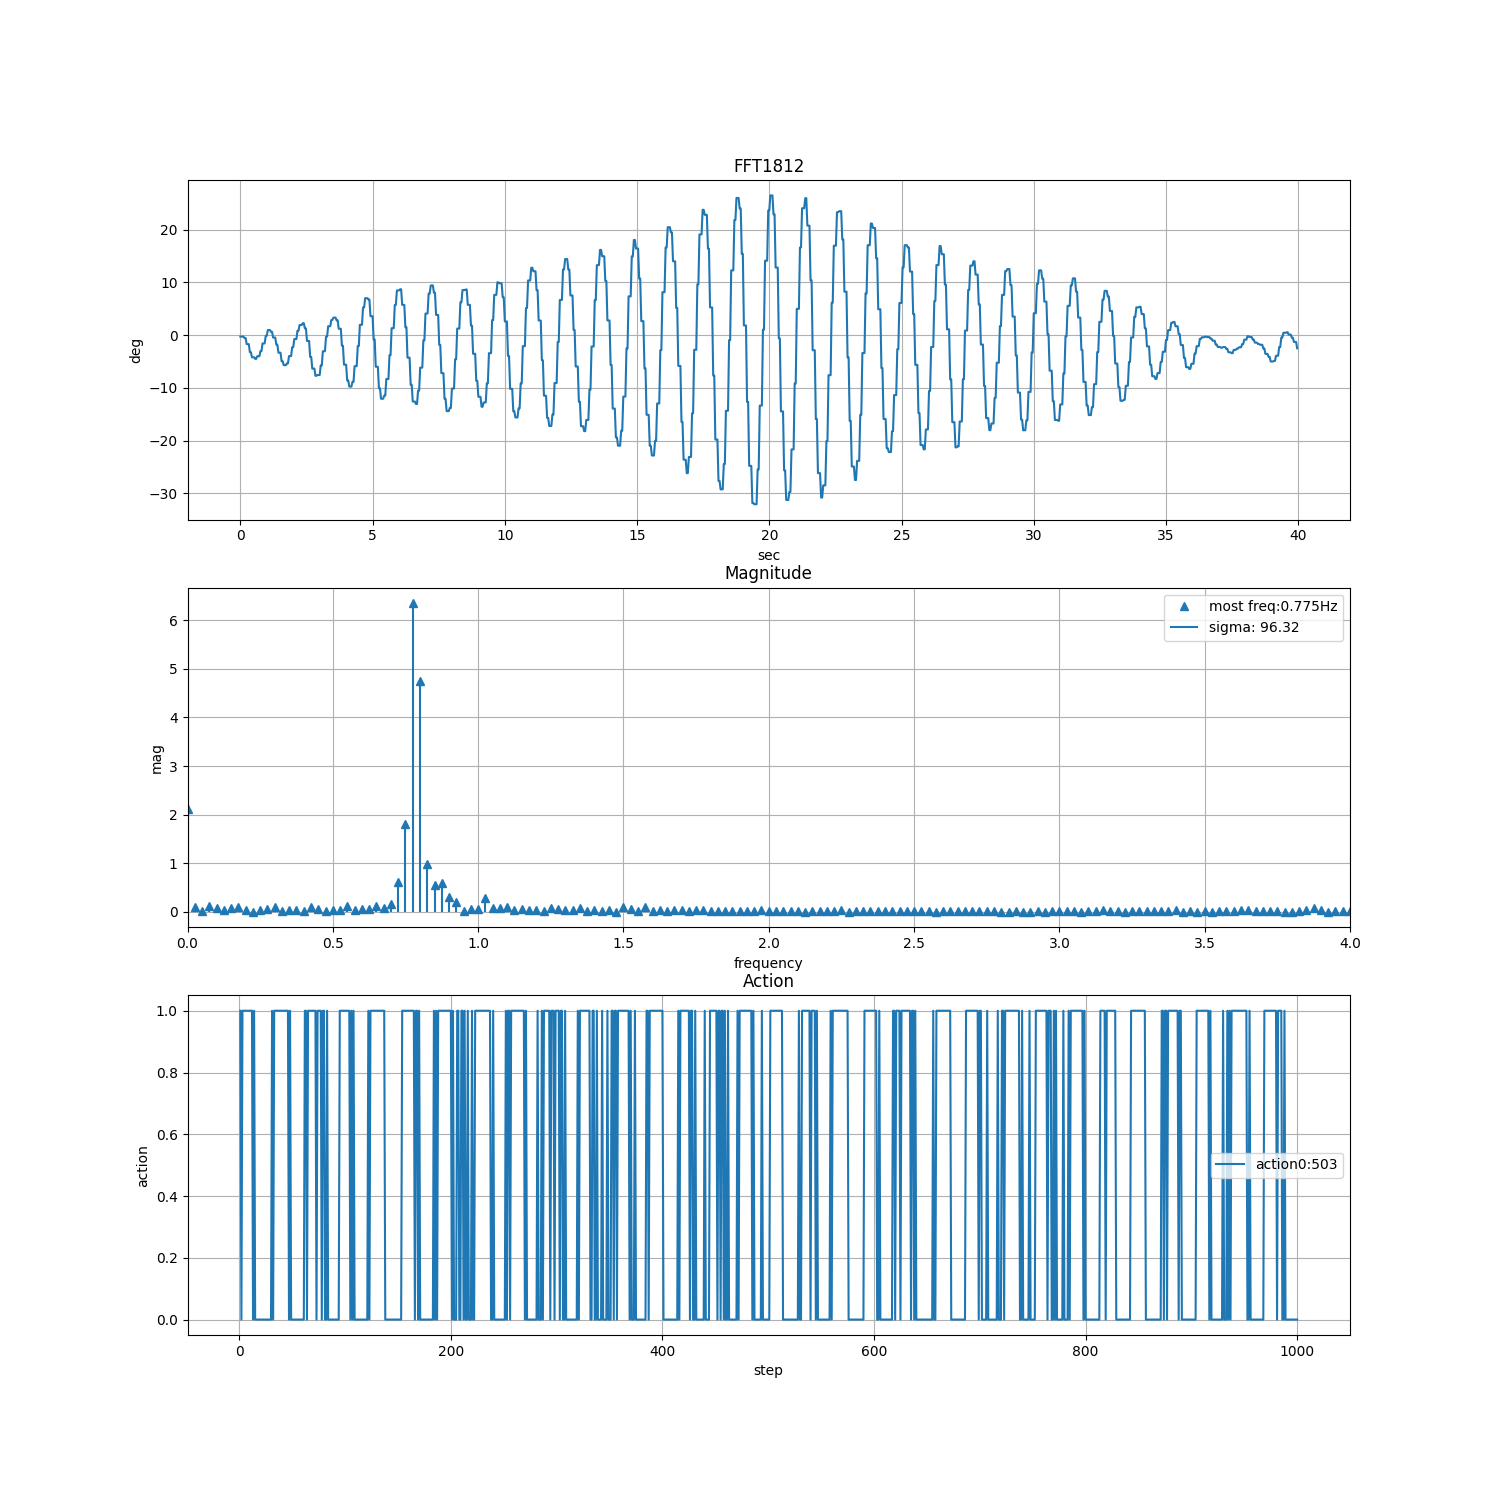 FFT1812
20
10
0
−10
−20
−30
deg
0 5 10 15 20 25 30 35 40
sec
Magnitude
most freq:0.775Hz
sigma: 96.32
6
5
4
3
2
1
0
mag
0.0 0.5 1.0 1.5 2.0 2.5 3.0 3.5 4.0
frequency
Action
1.0
0.8
0.6
0.4
0.2
0.0
action
action0:503
0 200 400 600 800 1000
step